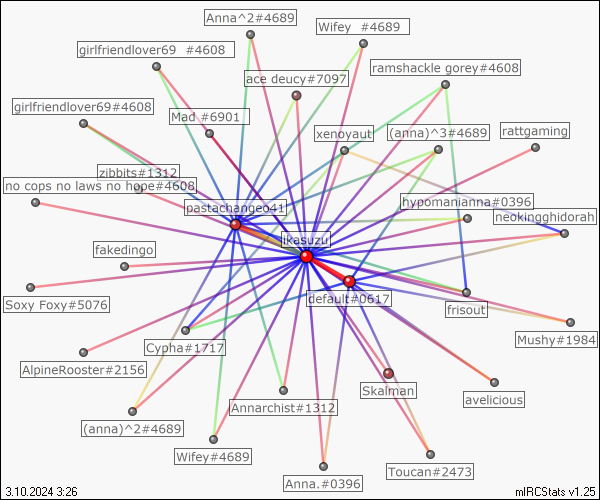 Anna^2#4689
Wifey_#4689
girlfriendlover69_#4608
ramshackle gorey#4608
ace deucy#7097
girlfriendlover69#4608
Mad_#6901
xenoyaut
(anna)^3#4689
rattgaming
zibbits#1312
no cops no laws no hope#4608
pastachange041
hypomanianna#0396
neokingghidorah
ikasuzu
fakedingo
default#0617
Soxy Foxy#5076
frisout
Cypha#1717
Mushy#1984
AlpineRooster#2156
Skalman
Annarchist#1312
avelicious
(anna)^2#4689
Wifey#4689
Toucan#2473
Anna.#0396
3.10.2024 3:26
mIRCStats v1.25